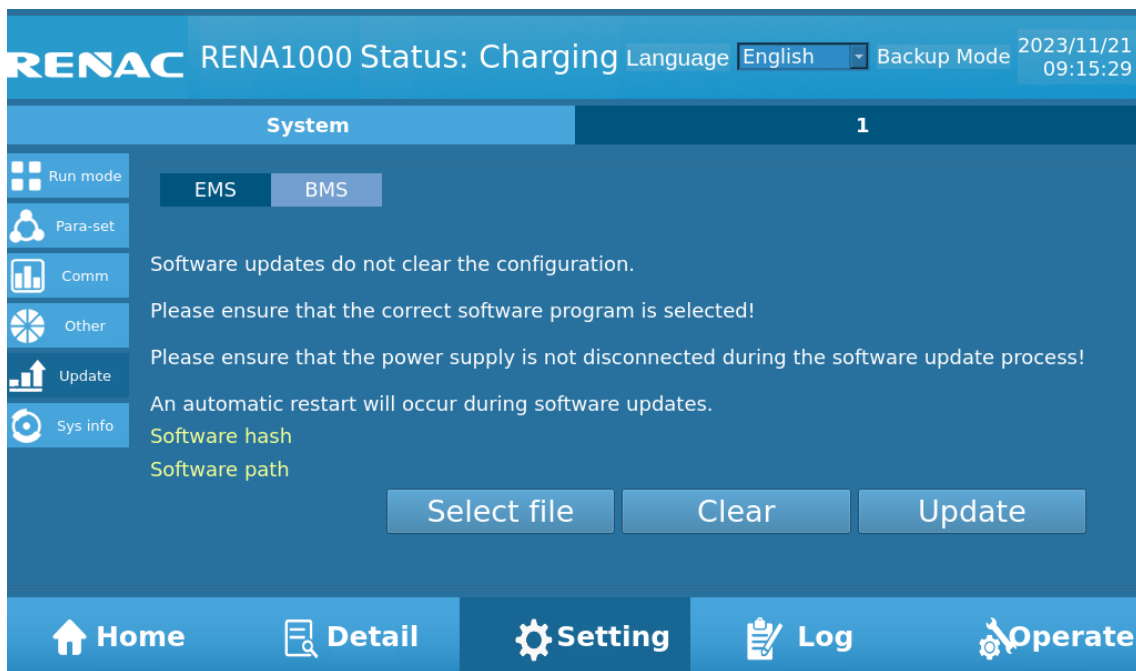 RENAC RENA1000 Status: Charging Language English Backup Mode 2023/11/21
09:15:29
System 1
Run mode
EMS BMS
Para-set
Software updates do not clear the configuration.
Comm
Please ensure that the correct software program is selected!
Other
Please ensure that the power supply is not disconnected during the software update process!
Update
An automatic restart will occur during software updates.
Sys info
Software hash
Software path
Select file Clear Update
Home Detail Setting Log Operate